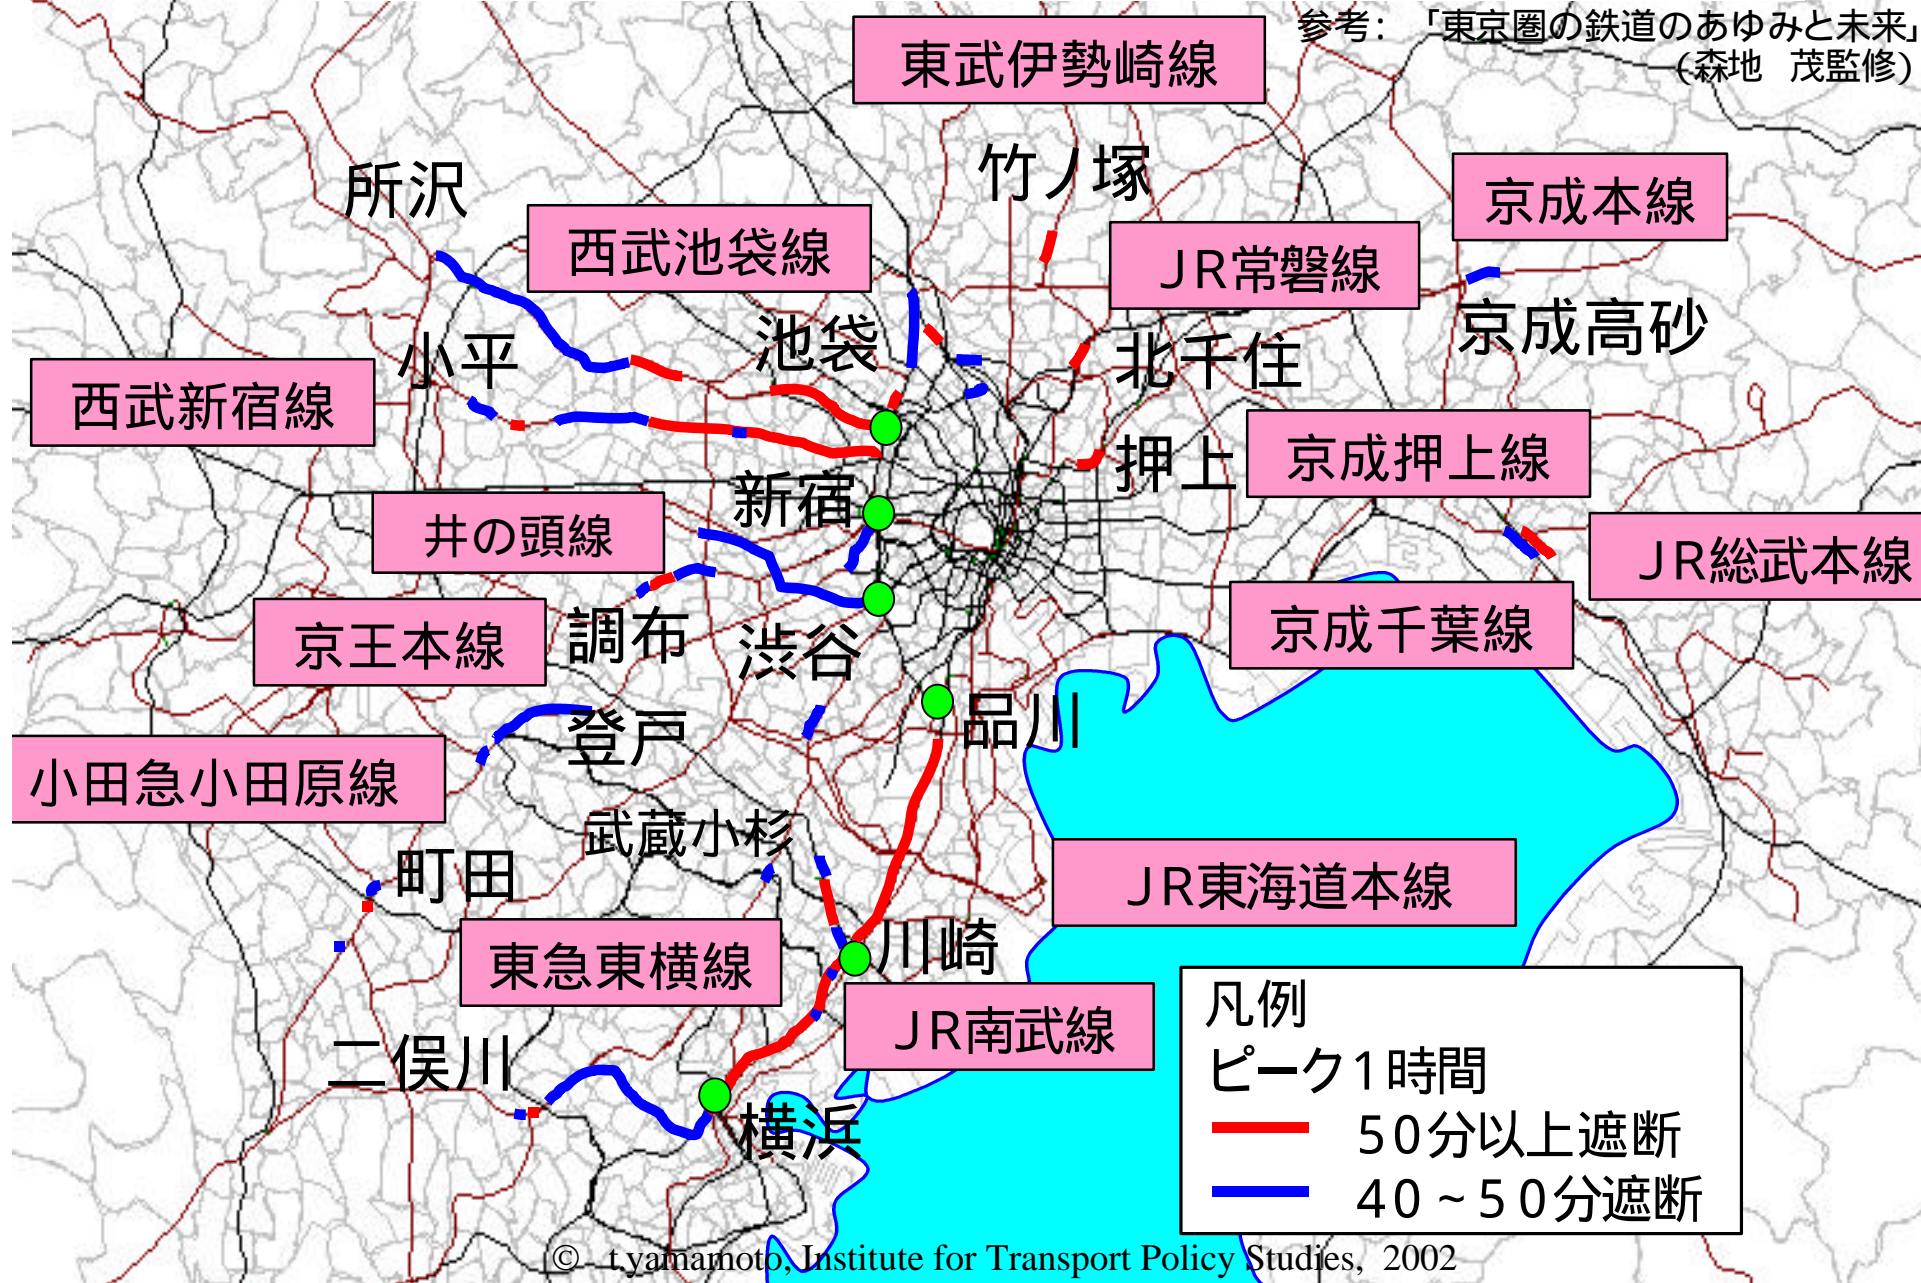 参考：「東京圏の鉄道のあゆみと未来」
(森地　茂監修)
東武伊勢崎線
竹ノ塚
所沢
京成本線
西武池袋線
JR常磐線
京成高砂
池袋
小平
北千住
西武新宿線
京成押上線
押上
新宿
井の頭線
JR総武本線
京王本線
調布
渋谷
京成千葉線
品川
登戸
小田急小田原線
武蔵小杉
町田
JR東海道本線
川崎
東急東横線
JR南武線
二俣川
横浜
凡例
ピーク1時間
50分以上遮断
40～50分遮断
© t.yamamoto, Institute for Transport Policy Studies, 2002